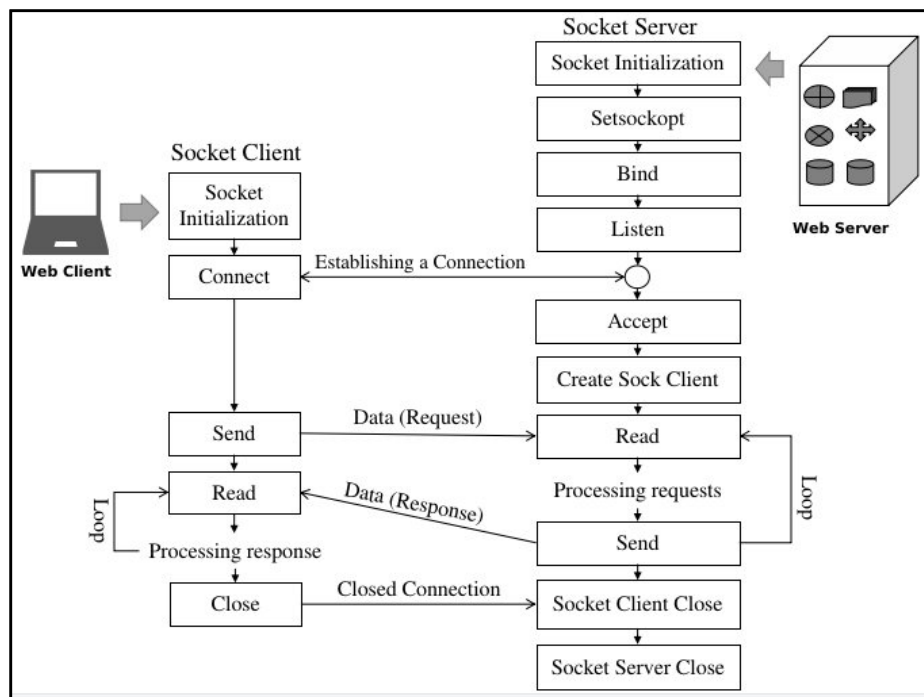 Socket Server
Socket Initialization
Setsockopt
Bind
Listen
Web Server
Socket Client
Socket
Initialization
Web Client
Connect
Establishing a Connection
Accept
Create Sock Client
Send
Data (Request)
Read
Read
Data (Response)
Processing requests
Loop
Loop
Processing response
Send
Close
Closed Connection
Socket Client Close
Socket Server Close